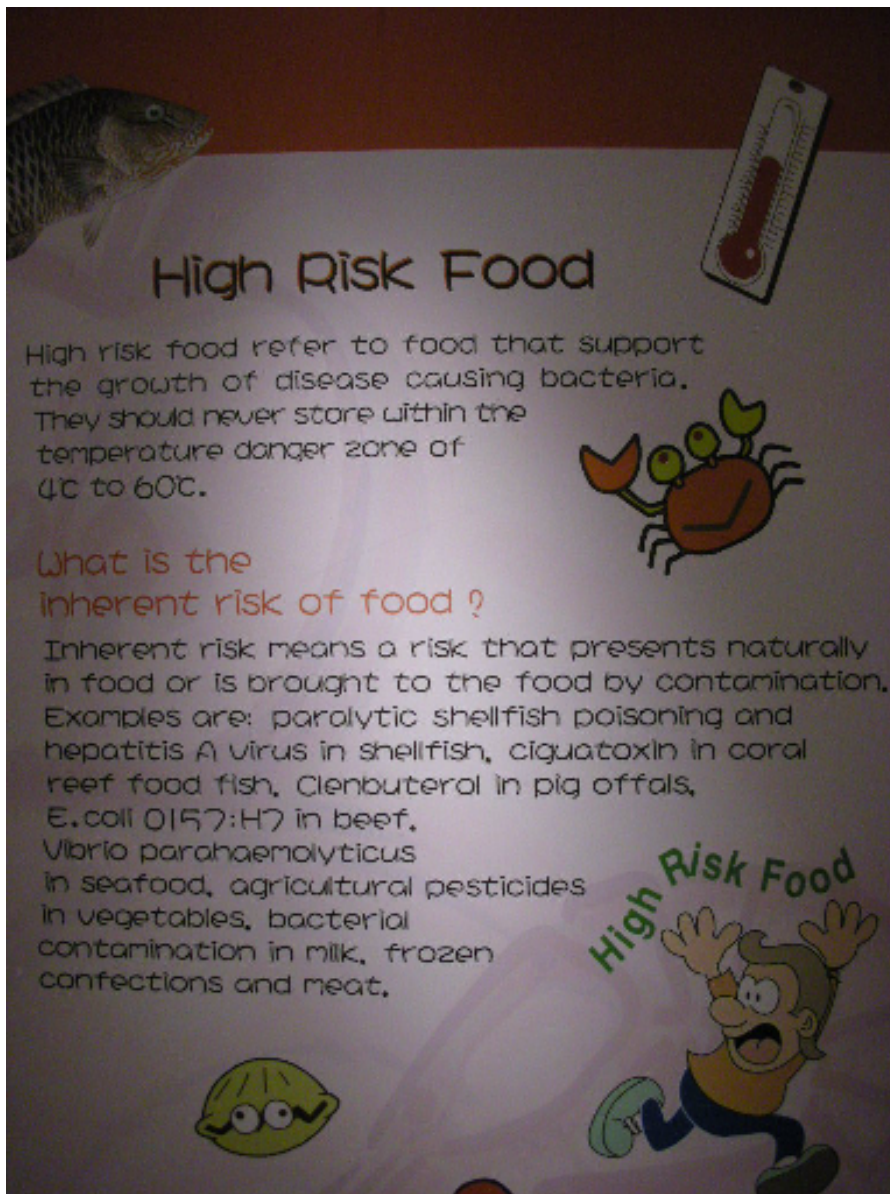 High Risk Food
High risk food refer to food that support
the growth of disease causing bacteria.
They should never store within the
temperature danger zone of
4℃ to 60℃.
What is the
inherent risk of food ?
Inherent risk means a risk that presents naturally
in food or is brought to the food by contamination.
Examples are: paralytic shellfish poisoning and
hepatitis A virus in shellfish, ciguatoxin in coral
reef food fish, Clenbuterol in pig offals,
E.coli O157:H7 in beef,
Vibrio parahaemolyticus
in seafood, agricultural pesticides
in vegetables, bacterial
contamination in milk, frozen
confections and meat.
High Risk Food